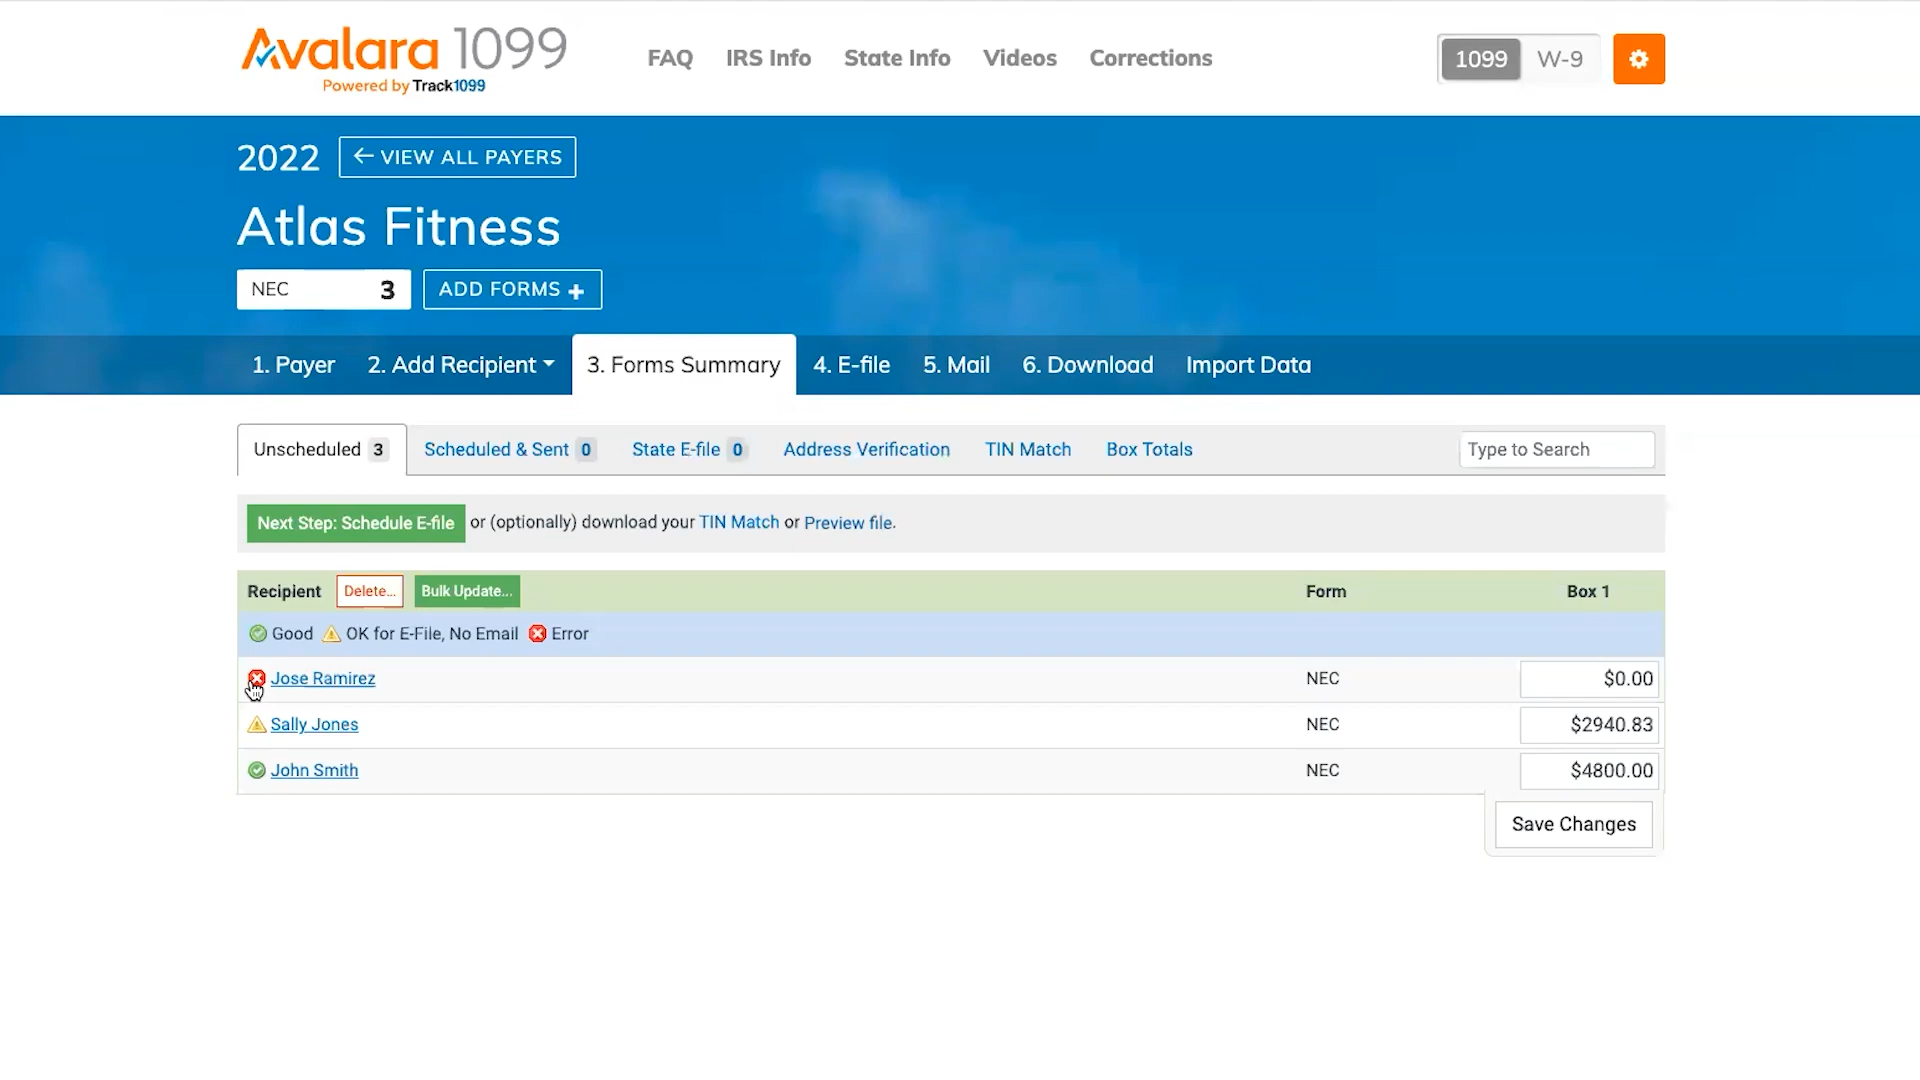 Avalara 1099
Powered by Track1099
FAQ IRS Info State Info Videos Corrections
1099 W-9
2022 ← VIEW ALL PAYERS
Atlas Fitness
NEC 3 ADD FORMS +
1. Payer 2. Add Recipient 3. Forms Summary 4. E-file 5. Mail 6. Download Import Data
Unscheduled 3 Scheduled & Sent 0 State E-file 0 Address Verification TIN Match Box Totals Type to Search
Next Step: Schedule E-file or (optionally) download your TIN Match or Preview file.
Recipient Delete... Bulk Update... Form Box 1
Good OK for E-File, No Email Error
Jose Ramirez NEC $0.00
Sally Jones NEC $2940.83
John Smith NEC $4800.00
Save Changes